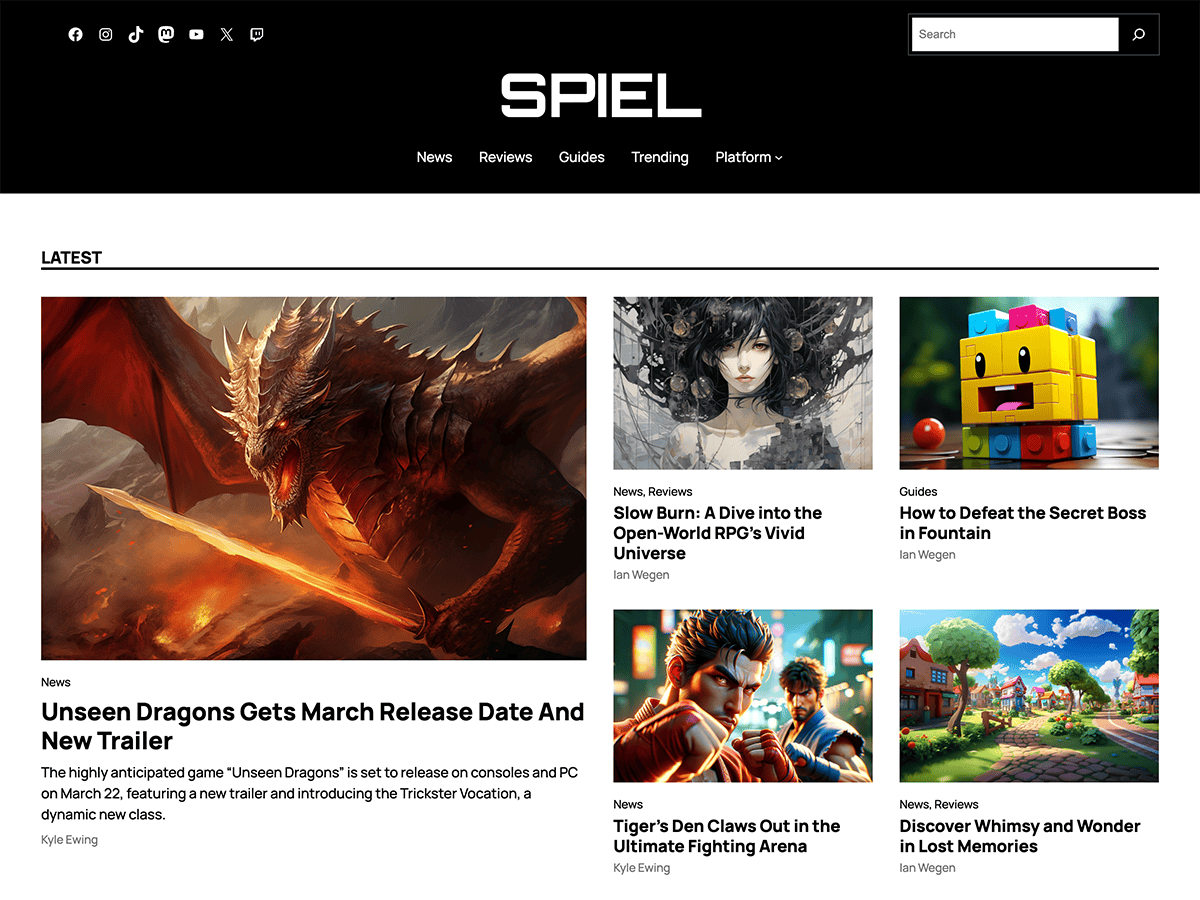 Search
SPIEL
News Reviews Guides Trending Platform
LATEST
News
Unseen Dragons Gets March Release Date And
New Trailer
The highly anticipated game “Unseen Dragons” is set to release on consoles and PC
on March 22, featuring a new trailer and introducing the Trickster Vocation, a
dynamic new class.
Kyle Ewing
News, Reviews
Slow Burn: A Dive into the
Open-World RPG’s Vivid
Universe
Ian Wegen
Guides
How to Defeat the Secret Boss
in Fountain
Ian Wegen
News
Tiger’s Den Claws Out in the
Ultimate Fighting Arena
Kyle Ewing
News, Reviews
Discover Whimsy and Wonder
in Lost Memories
Ian Wegen